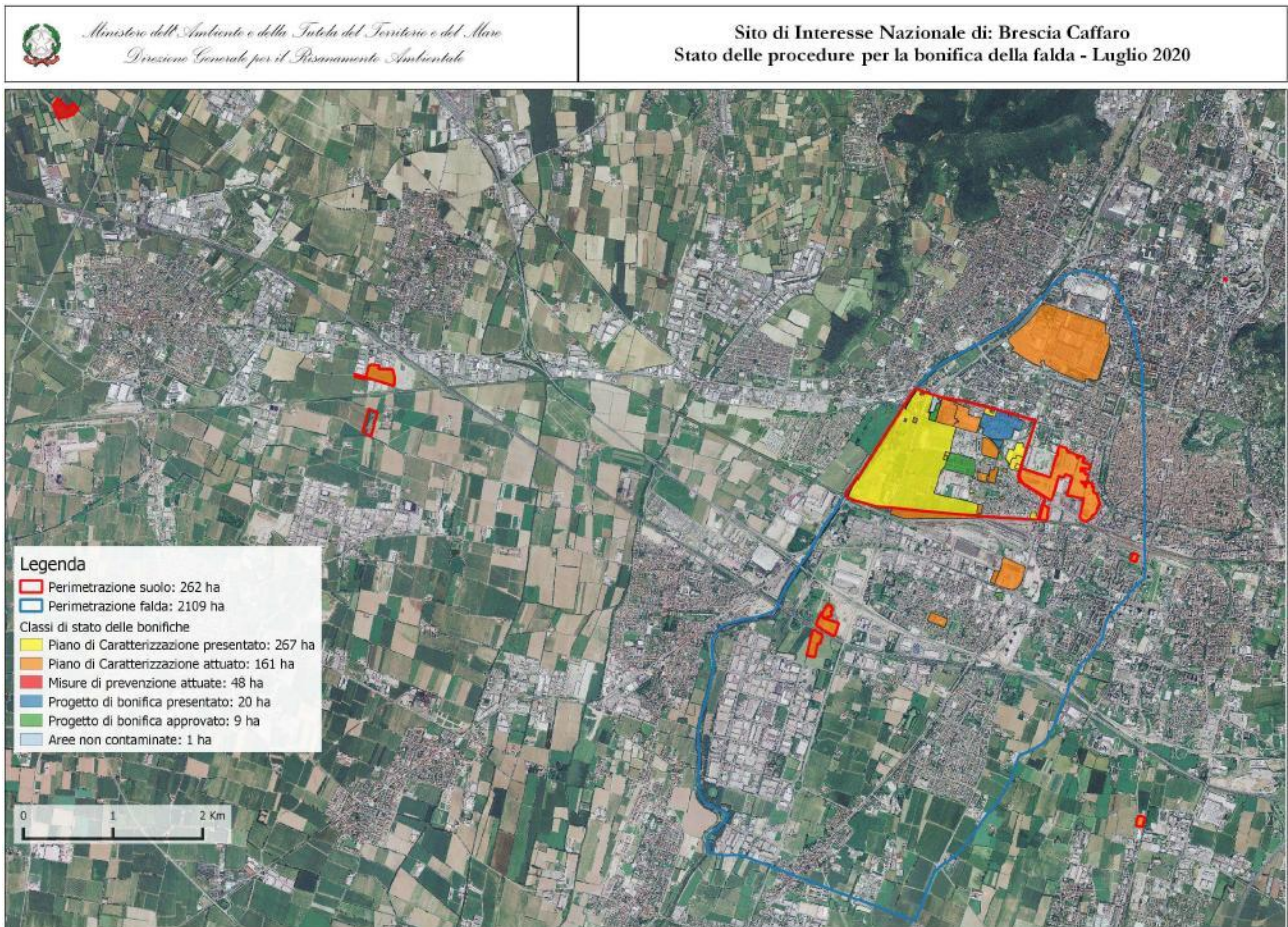 Ministero dell'Ambiente e della Tutela del Territorio e del Mare
Direzione Generale per il Risanamento Ambientale
Sito di Interesse Nazionale di: Brescia Caffaro
Stato delle procedure per la bonifica della falda - Luglio 2020
Legenda
Perimetrazione suolo: 262 ha
Perimetrazione falda: 2109 ha
Classi di stato delle bonifiche
Piano di Caratterizzazione presentato: 267 ha
Piano di Caratterizzazione attuato: 161 ha
Misure di prevenzione attuate: 48 ha
Progetto di bonifica presentato: 20 ha
Progetto di bonifica approvato: 9 ha
Aree non contaminate: 1 ha
0 1 2 Km